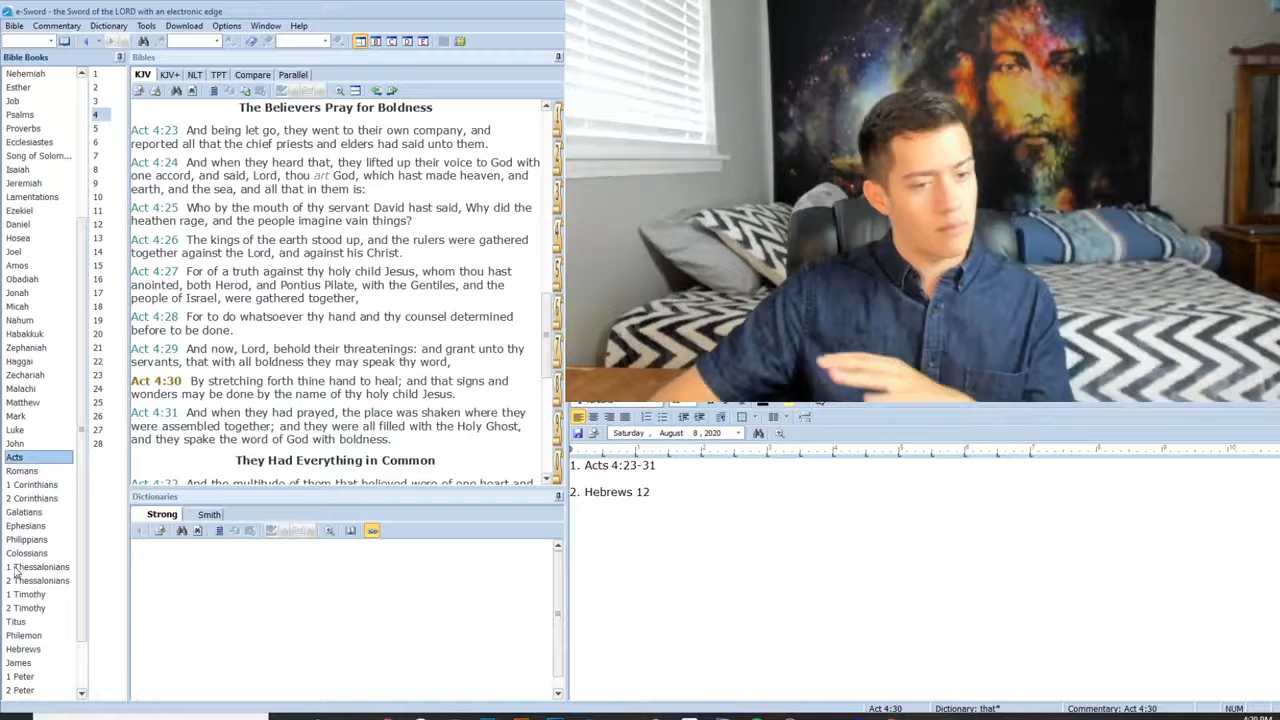 e-Sword - the Sword of the LORD with an electronic edge
Bible Commentary Dictionary Tools Download Options Window Help
Bible Books
Nehemiah
Esther
Job
Psalms
Proverbs
Ecclesiastes
Song of Solom...
Isaiah
Jeremiah
Lamentations
Ezekiel
Daniel
Hosea
Joel
Amos
Obadiah
Jonah
Micah
Nahum
Habakkuk
Zephaniah
Haggai
Zechariah
Malachi
Matthew
Mark
Luke
John
Acts
Romans
1 Corinthians
2 Corinthians
Galatians
Ephesians
Philippians
Colossians
1 Thessalonians
2 Thessalonians
1 Timothy
2 Timothy
Titus
Philemon
Hebrews
James
1 Peter
2 Peter
1
2
3
4
5
6
7
8
9
10
11
12
13
14
15
16
17
18
19
20
21
22
23
24
25
26
27
28
Bibles
KJV KJV+ NLT TPT Compare Parallel
The Believers Pray for Boldness
Act 4:23 And being let go, they went to their own company, and
reported all that the chief priests and elders had said unto them.
Act 4:24 And when they heard that, they lifted up their voice to God with
one accord, and said, Lord, thou art God, which hast made heaven, and
earth, and the sea, and all that in them is:
Act 4:25 Who by the mouth of thy servant David hast said, Why did the
heathen rage, and the people imagine vain things?
Act 4:26 The kings of the earth stood up, and the rulers were gathered
together against the Lord, and against his Christ.
Act 4:27 For of a truth against thy holy child Jesus, whom thou hast
anointed, both Herod, and Pontius Pilate, with the Gentiles, and the
people of Israel, were gathered together,
Act 4:28 For to do whatsoever thy hand and thy counsel determined
before to be done.
Act 4:29 And now, Lord, behold their threatenings: and grant unto thy
servants, that with all boldness they may speak thy word,
Act 4:30 By stretching forth thine hand to heal; and that signs and
wonders may be done by the name of thy holy child Jesus.
Act 4:31 And when they had prayed, the place was shaken where they
were assembled together; and they were all filled with the Holy Ghost,
and they spake the word of God with boldness.
They Had Everything in Common
Act 4:32 And the multitude of them that believed were of one heart and
Dictionaries
Strong Smith
Saturday , August 8, 2020
1. Acts 4:23-31
2. Hebrews 12
Act 4:30 Dictionary: that* Commentary: Act 4:30 NUM